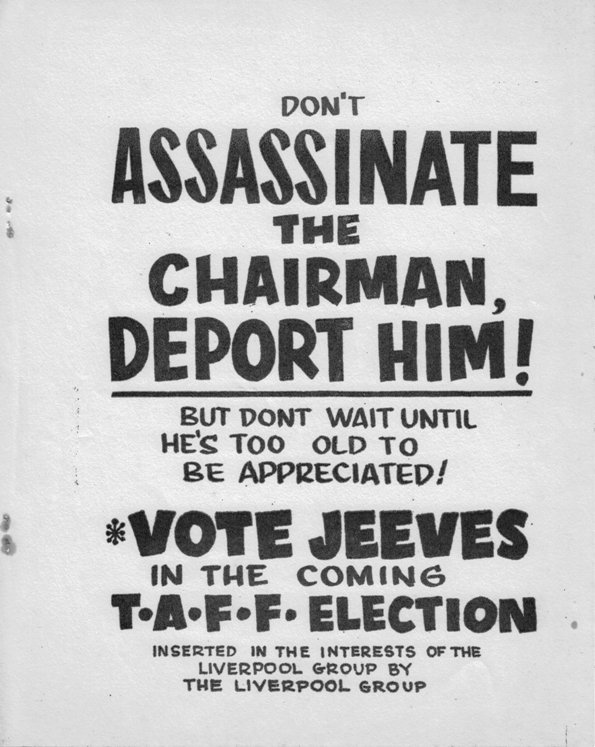 DON'T
ASSASSINATE
THE
CHAIRMAN,
DEPORT HIM!
BUT DONT WAIT UNTIL
HE'S TOO OLD TO
BE APPRECIATED!
*VOTE JEEVES
IN THE COMING
T•A•F•F• ELECTION
INSERTED IN THE INTERESTS OF THE
LIVERPOOL GROUP BY
THE LIVERPOOL GROUP